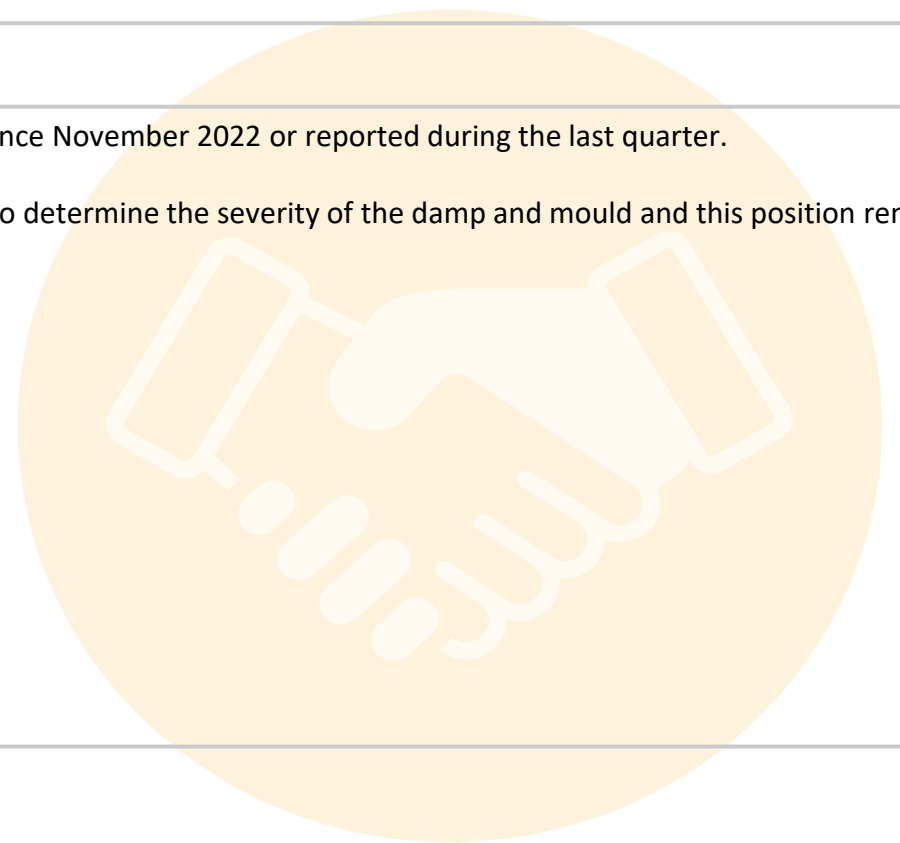 nce November 2022 or reported during the last quarter.
o determine the severity of the damp and mould and this position